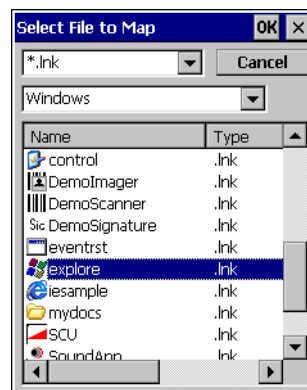 Select File to Map OK ×
*.lnk Cancel
Windows
Name Type
control .lnk
DemoImager .lnk
DemoScanner .lnk
Sic DemoSignature .lnk
eventrst .lnk
explore .lnk
iesample .lnk
mydocs .lnk
SCU .lnk
SoundApp .lnk